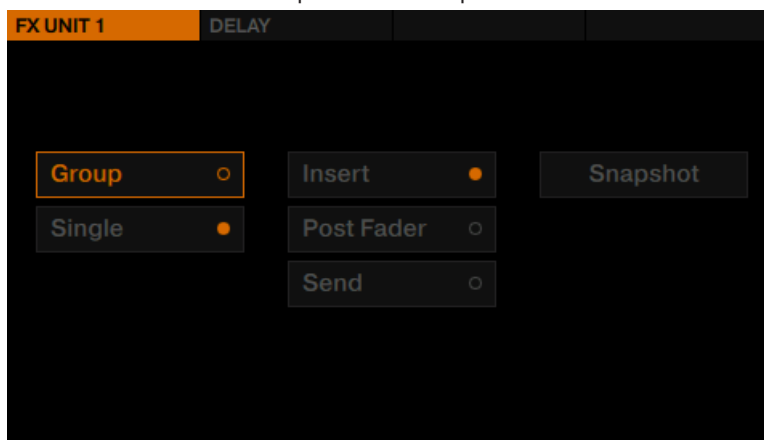 FX UNIT 1
DELAY
Group
Insert
Snapshot
Single
Post Fader
Send